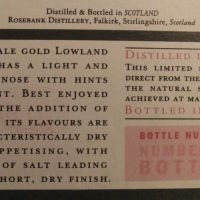 Distilled & Bottled in SCOTLAND
ROSEBANK DISTILLERY, Falkirk, Stirlingshire, Scotland
ALE GOLD LOWLAND
HAS A LIGHT AND
NOSE WITH HINTS
NT. BEST ENJOYED
THE ADDITION OF
ITS FLAVOURS ARE
CTERISTICALLY DRY
PPETISING, WITH
OF SALT LEADING
HORT, DRY FINISH.
DISTILLED I
THIS LIMITED
DIRECT FROM THE
THE NATURAL S
ACHIEVED AT MA
BOTTLED I
BOTTLE NU
NUMBER
BOTT